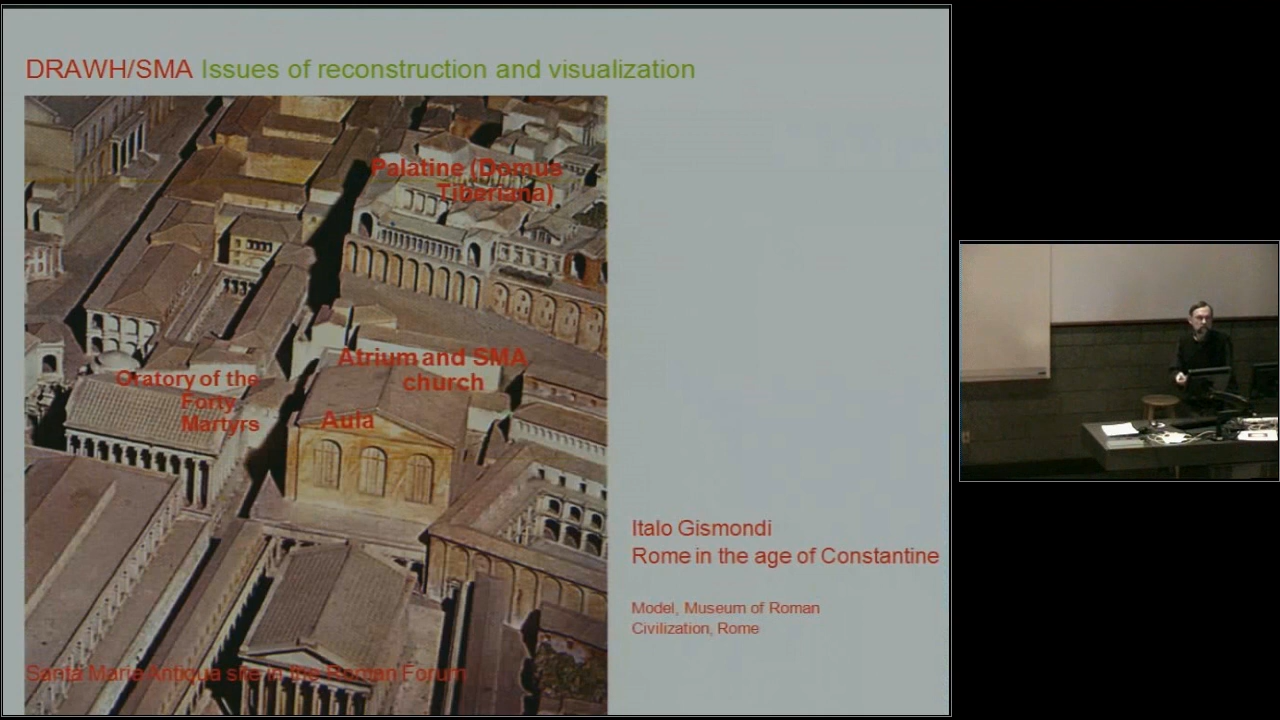 DRAWH/SMA Issues of reconstruction and visualization
Palatine (Domus
Tiberiana)
Atrium and SMA
church
Oratory of the
Forty
Martyrs
Aula
Italo Gismondi
Rome in the age of Constantine
Model, Museum of Roman
Civilization, Rome
Santa Maria Antiqua site in the Roman Forum